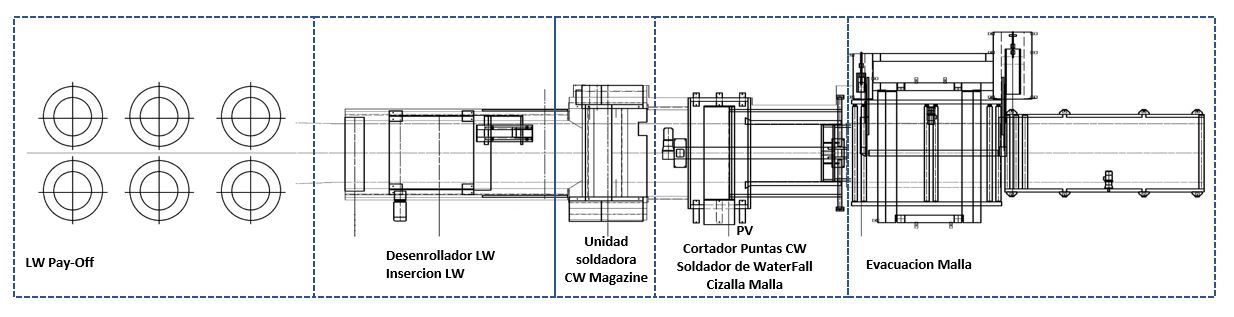 LW Pay-Off
Desenrollador LW
Insercion LW
Unidad
soldadora
CW Magazine
PV
Cortador Puntas CW
Soldador de WaterFall
Cizalla Malla
Evacuacion Malla